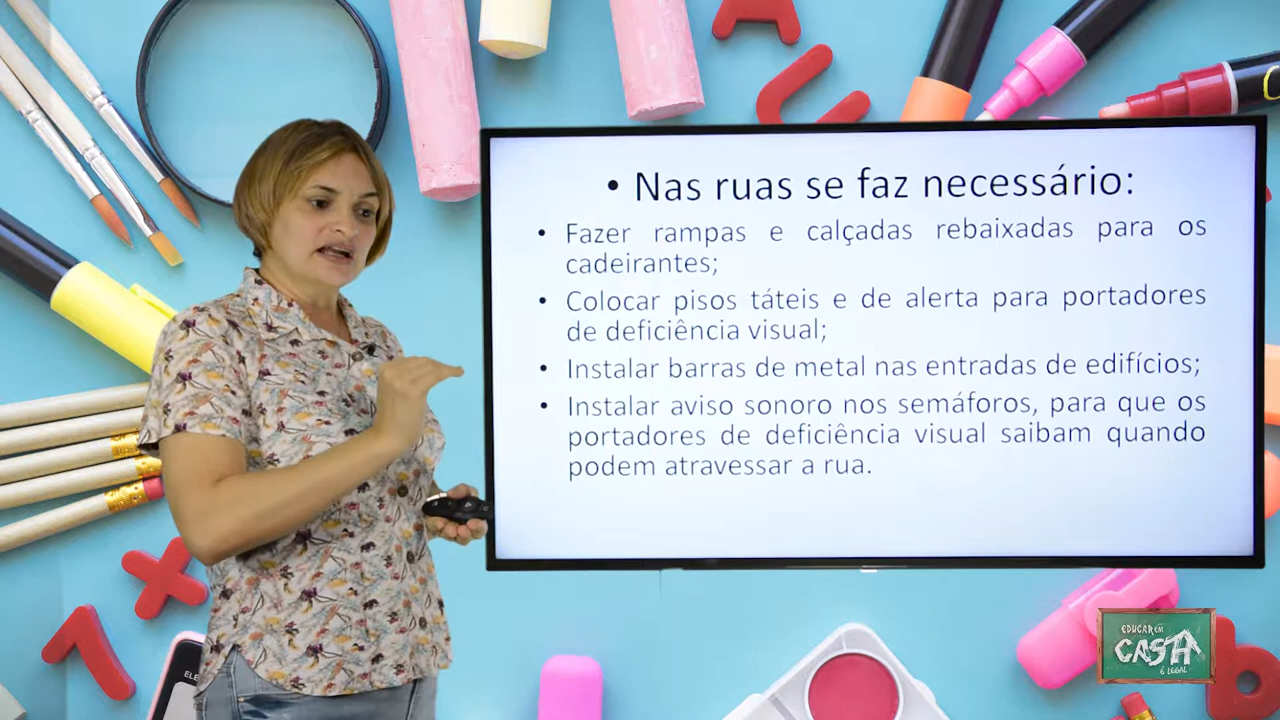 • Nas ruas se faz necessário:
• Fazer rampas e calçadas rebaixadas para os
cadeirantes;
• Colocar pisos táteis e de alerta para portadores
de deficiência visual;
• Instalar barras de metal nas entradas de edifícios;
• Instalar aviso sonoro nos semáforos, para que os
portadores de deficiência visual saibam quando
podem atravessar a rua.
EDUCAR EM
CASA
É LEGAL
ELE